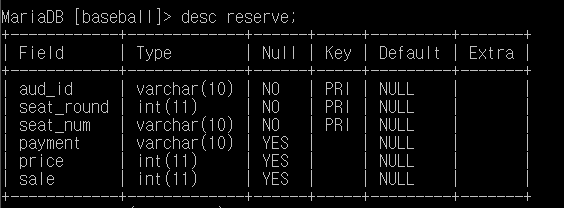 MariaDB [baseball]> desc reserve;
+------------+-------------+------+-----+---------+-------+
| Field      | Type        | Null | Key | Default | Extra |
+------------+-------------+------+-----+---------+-------+
| aud_id     | varchar(10) | NO   | PRI | NULL    |       |
| seat_round | int(11)     | NO   | PRI | NULL    |       |
| seat_num   | varchar(10) | NO   | PRI | NULL    |       |
| payment    | varchar(10) | YES  |     | NULL    |       |
| price      | int(11)     | YES  |     | NULL    |       |
| sale       | int(11)     | YES  |     | NULL    |       |
+------------+-------------+------+-----+---------+-------+